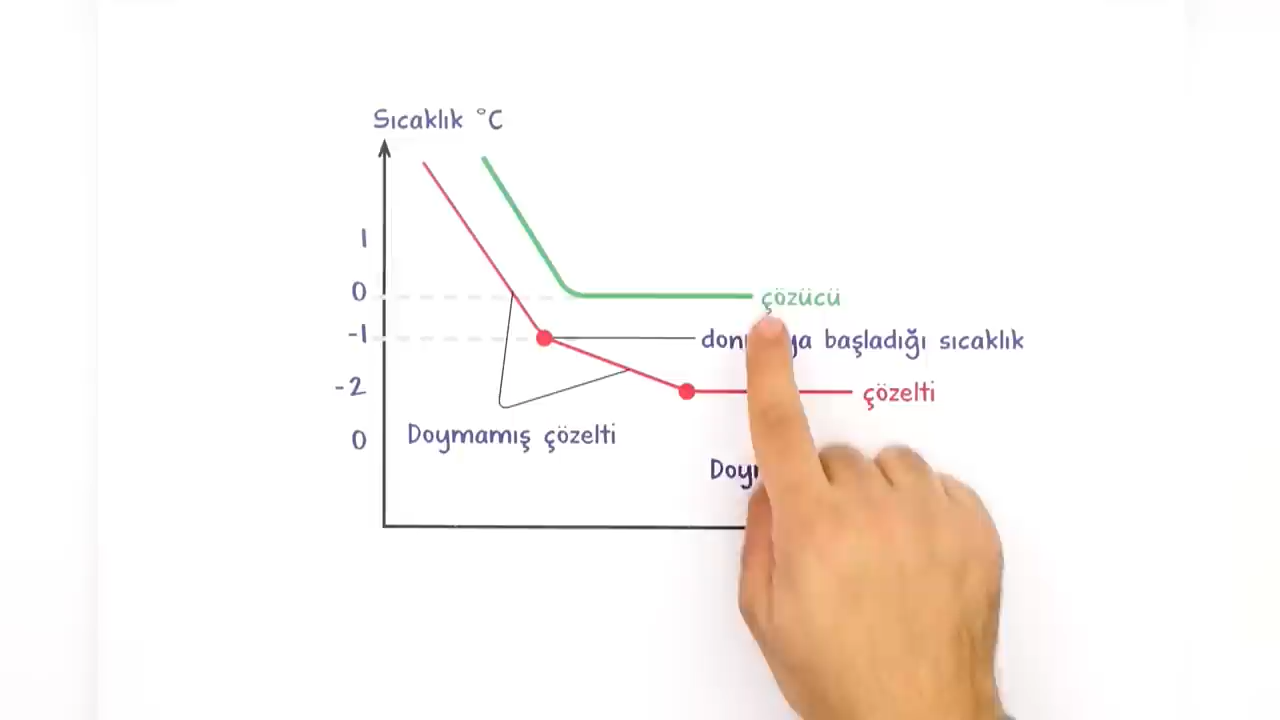 Sıcaklık °C
1
0
çözücü
-1
başladığı sıcaklık
-2
çözelti
0
Doymamış çözelti